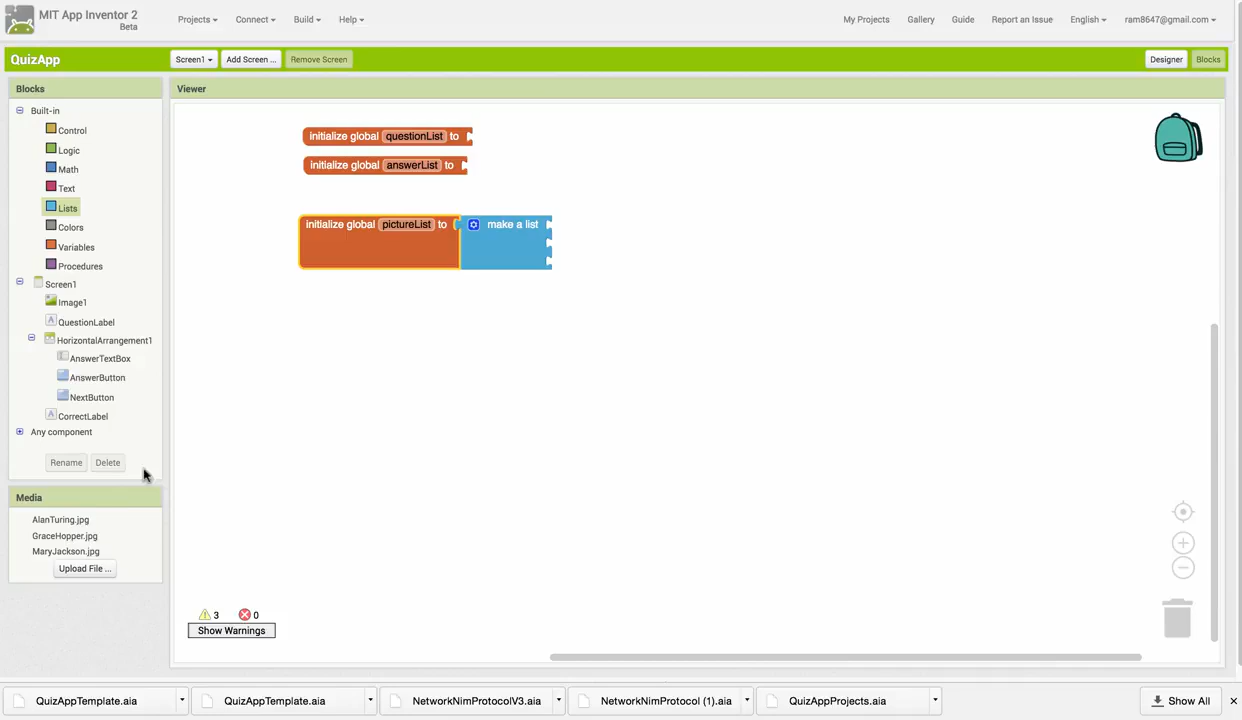 MIT App Inventor 2
Beta
Projects
Connect
Build
Help
My Projects
Gallery
Guide
Report an Issue
English
ram8647@gmail.com
QuizApp
Screen1
Add Screen ...
Remove Screen
Designer
Blocks
Blocks
Viewer
Built-in
Control
Logic
Math
Text
Lists
Colors
Variables
Procedures
Screen1
Image1
QuestionLabel
HorizontalArrangement1
AnswerTextBox
AnswerButton
NextButton
CorrectLabel
Any component
Rename
Delete
Media
AlanTuring.jpg
GraceHopper.jpg
MaryJackson.jpg
Upload File ...
initialize global questionList to
initialize global answerList to
initialize global pictureList to make a list
3
0
Show Warnings
QuizAppTemplate.aia
QuizAppTemplate.aia
NetworkNimProtocolV3.aia
NetworkNimProtocol (1).aia
QuizAppProjects.aia
Show All